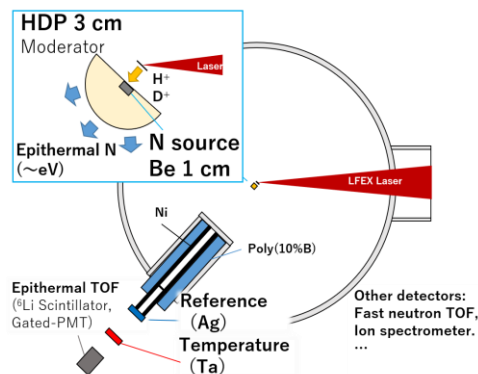 HDP 3 cm
Moderator
Laser
H+
D+
N source
Be 1 cm
Epithermal N
(~eV)
LFEX Laser
Ni
Poly(10%B)
Epithermal TOF
(⁶Li Scintillator,
Gated-PMT)
Reference
(Ag)
Temperature
(Ta)
Other detectors:
Fast neutron TOF,
Ion spectrometer.
…